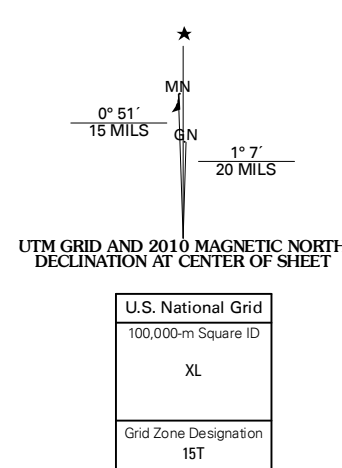 MN
0° 51´
15 MILS
GN
1° 7´
20 MILS
UTM GRID AND 2010 MAGNETIC NORTH
DECLINATION AT CENTER OF SHEET
U.S. National Grid
100,000-m Square ID
XL
Grid Zone Designation
15T